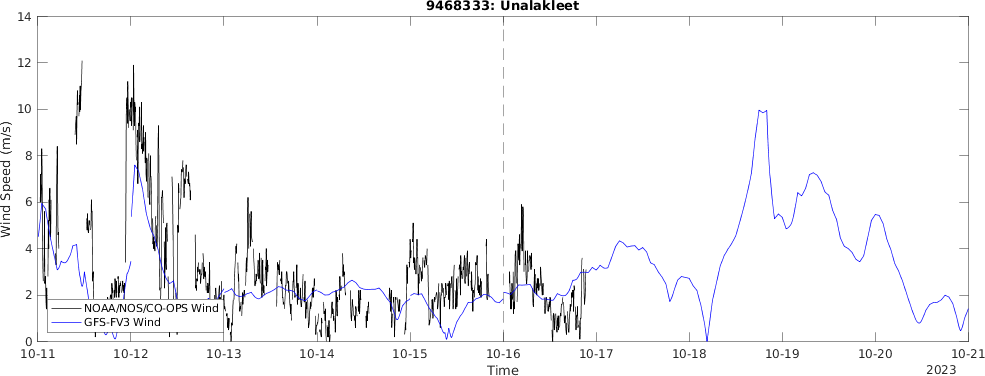 9468333: Unalakleet
14
12
10
8
6
4
2
0
Wind Speed (m/s)
NOAA/NOS/CO-OPS Wind
GFS-FV3 Wind
10-11 10-12 10-13 10-14 10-15 10-16 10-17 10-18 10-19 10-20 10-21
Time
2023